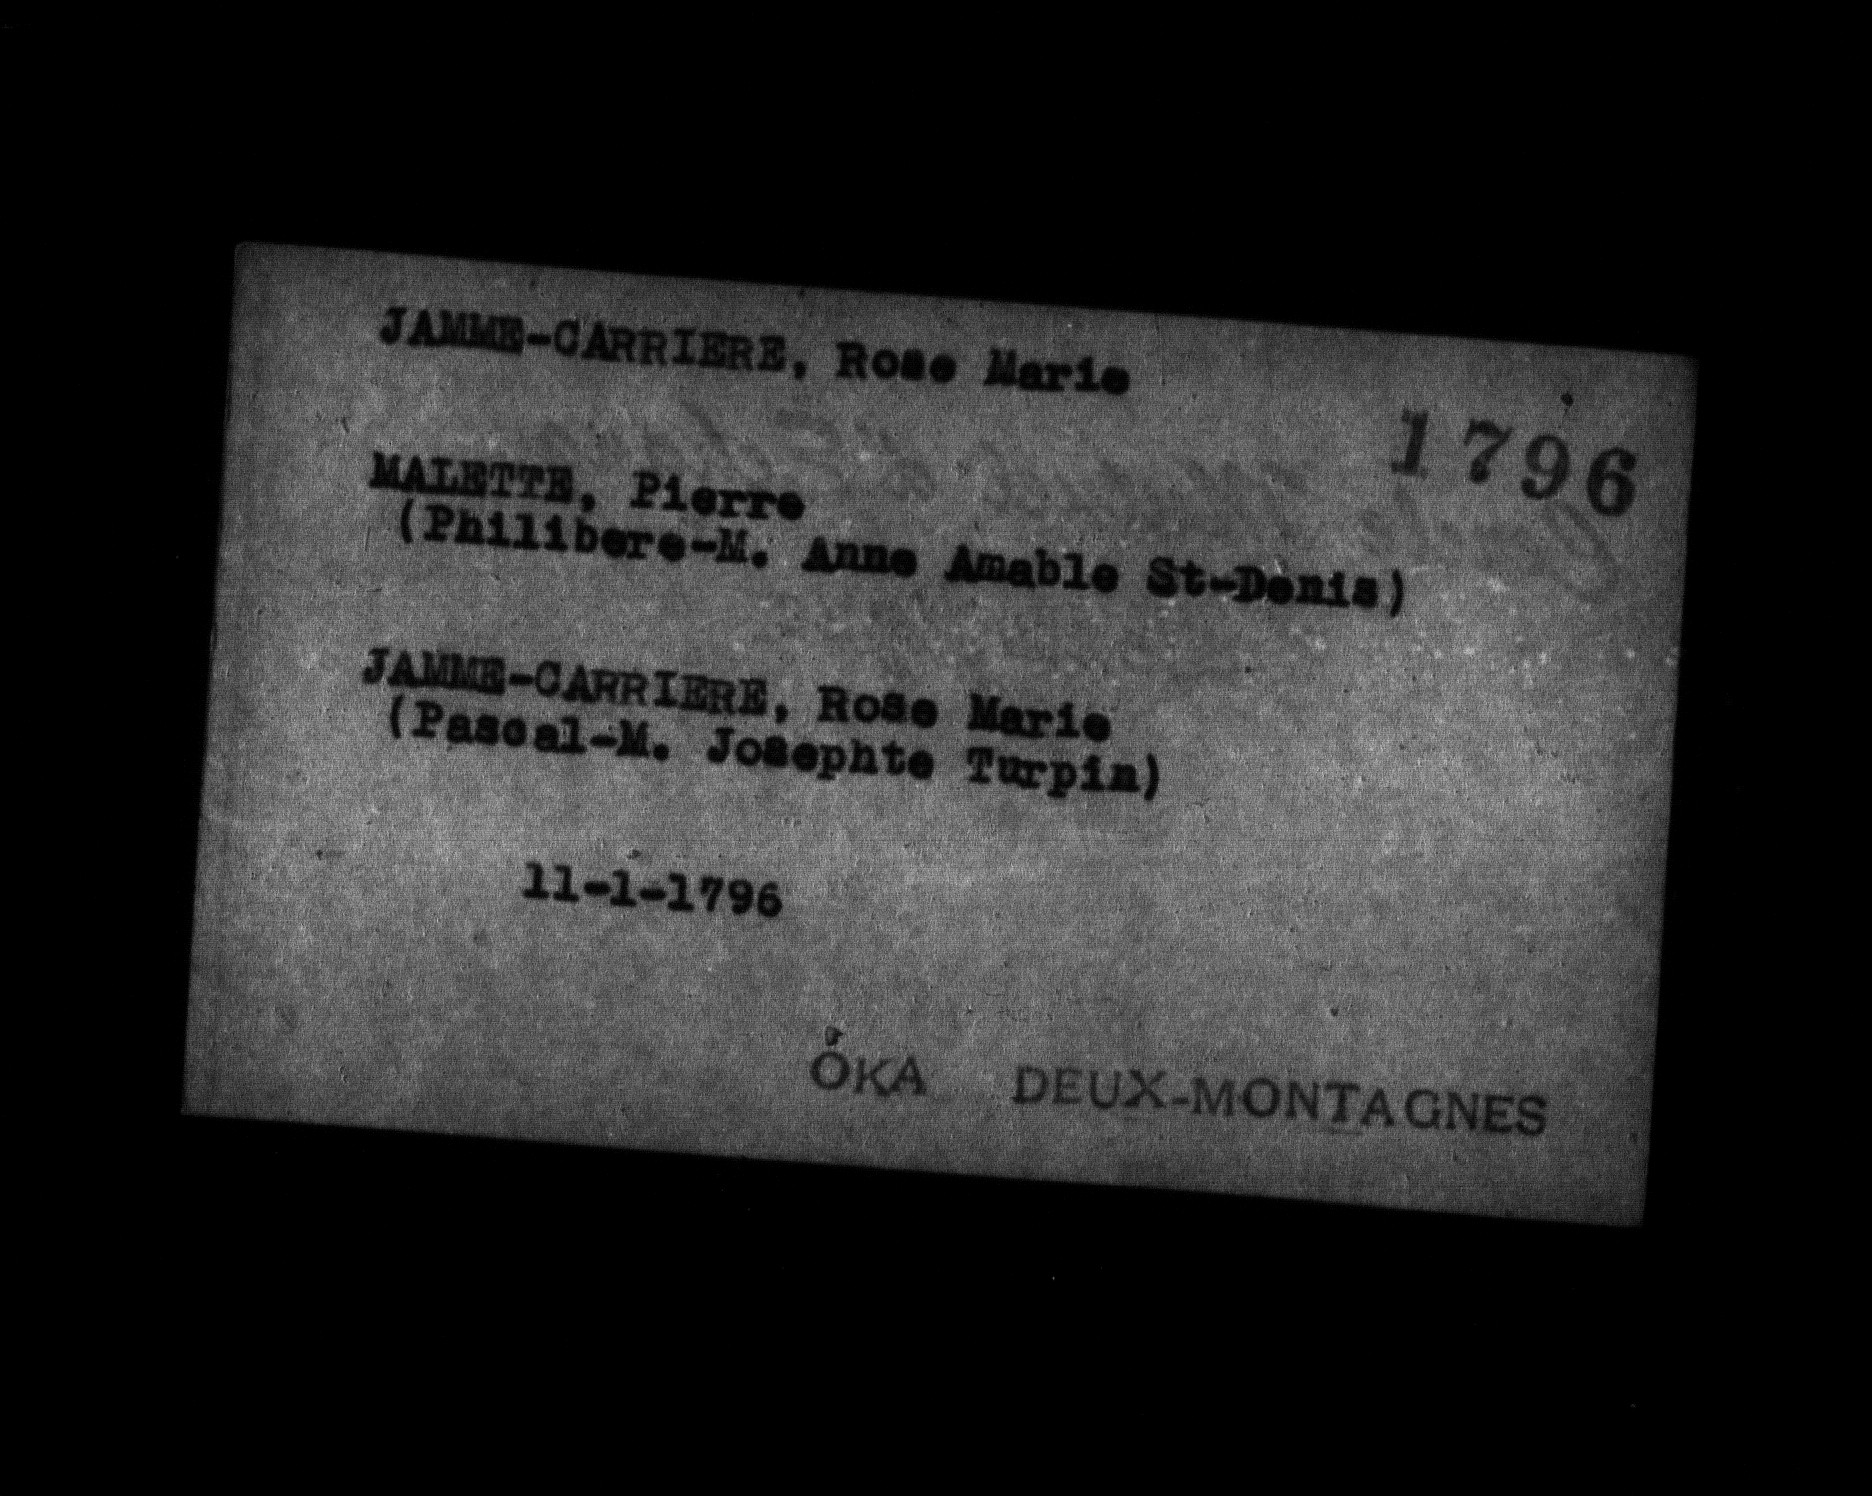 JAMME-CARRIERE, Rose Marie
1796
MALETTE, Pierre
(Philibere-M. Anne Amable St-Denis)
JAMME-CARRIERE, Rose Marie
(Pascal-M. Josephte Turpin)
11-1-1796
OKA DEUX-MONTAGNES